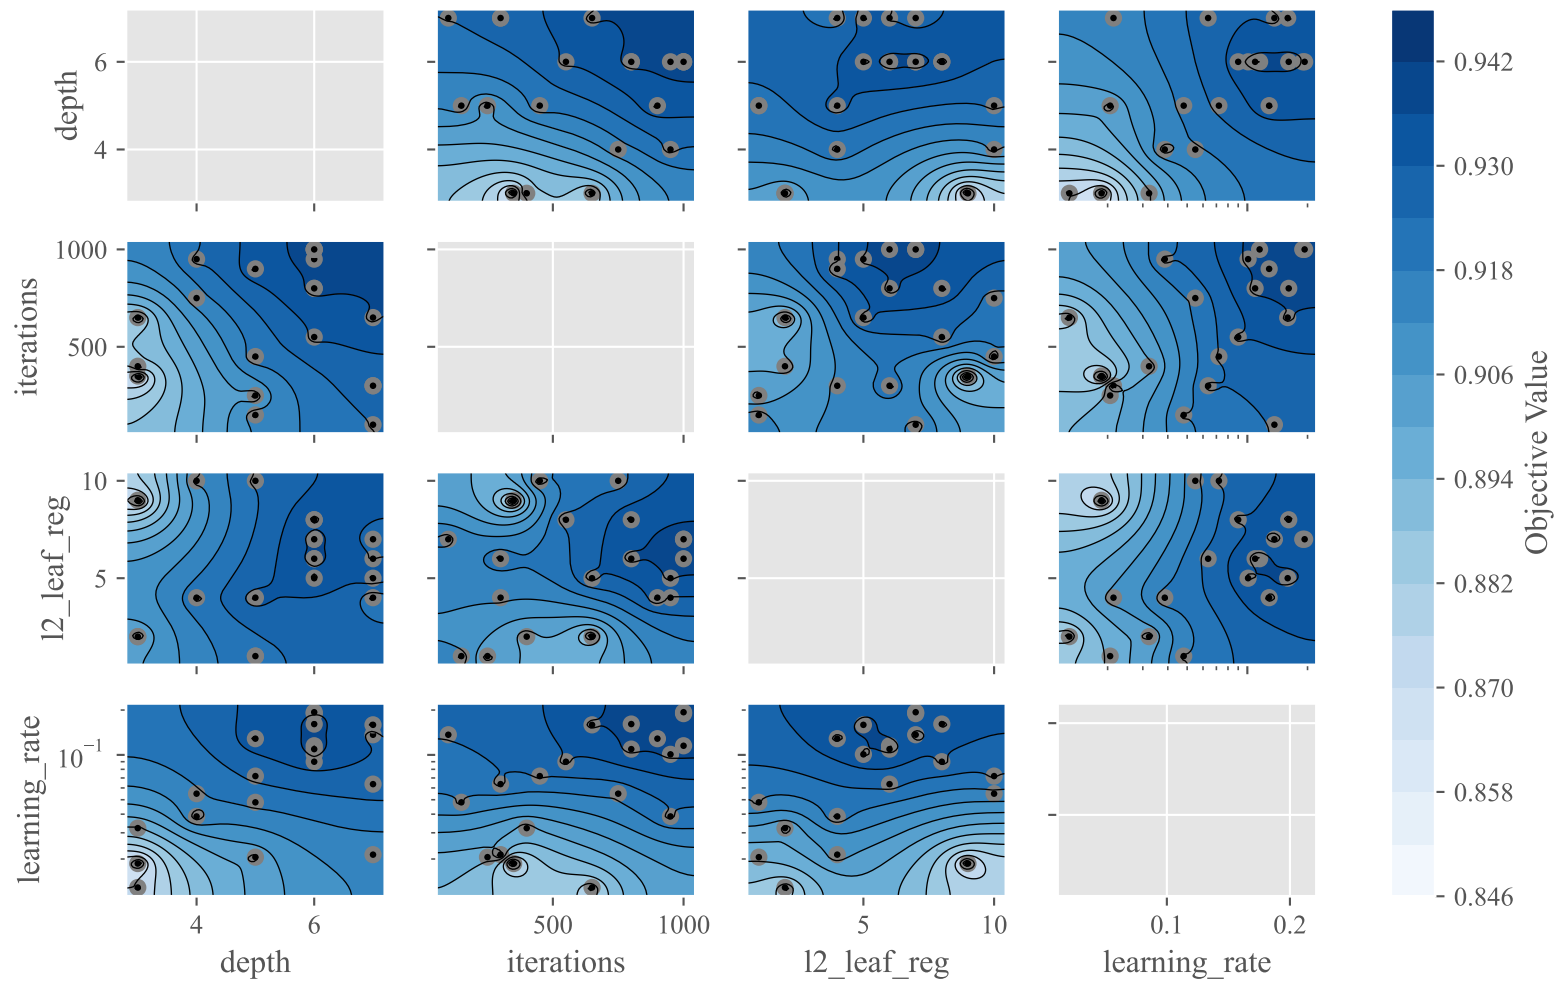 depth
6
4
0.942
0.930
0.918
0.906
0.894
0.882
0.870
0.858
0.846
Objective Value
iterations
1000
500
l2_leaf_reg
10
5
learning_rate
10⁻¹
4 6 500 1000 5 10 0.1 0.2
depth iterations l2_leaf_reg learning_rate